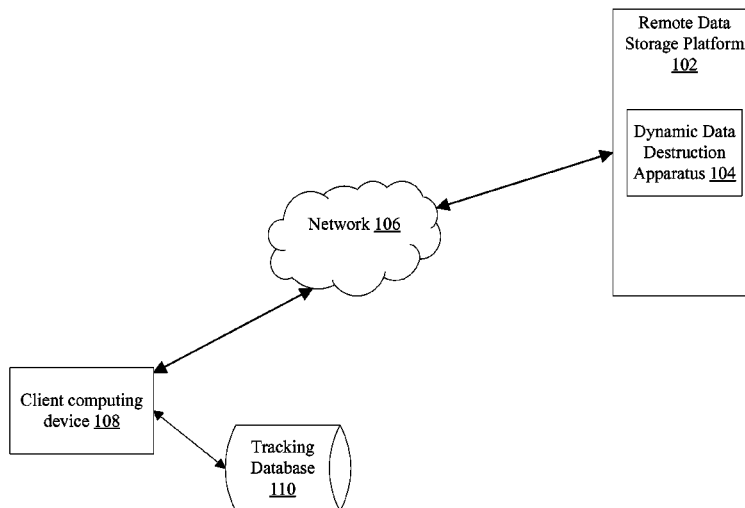 Remote Data
Storage Platform
102
Dynamic Data
Destruction
Apparatus 104
Network 106
Client computing
device 108
Tracking
Database
110